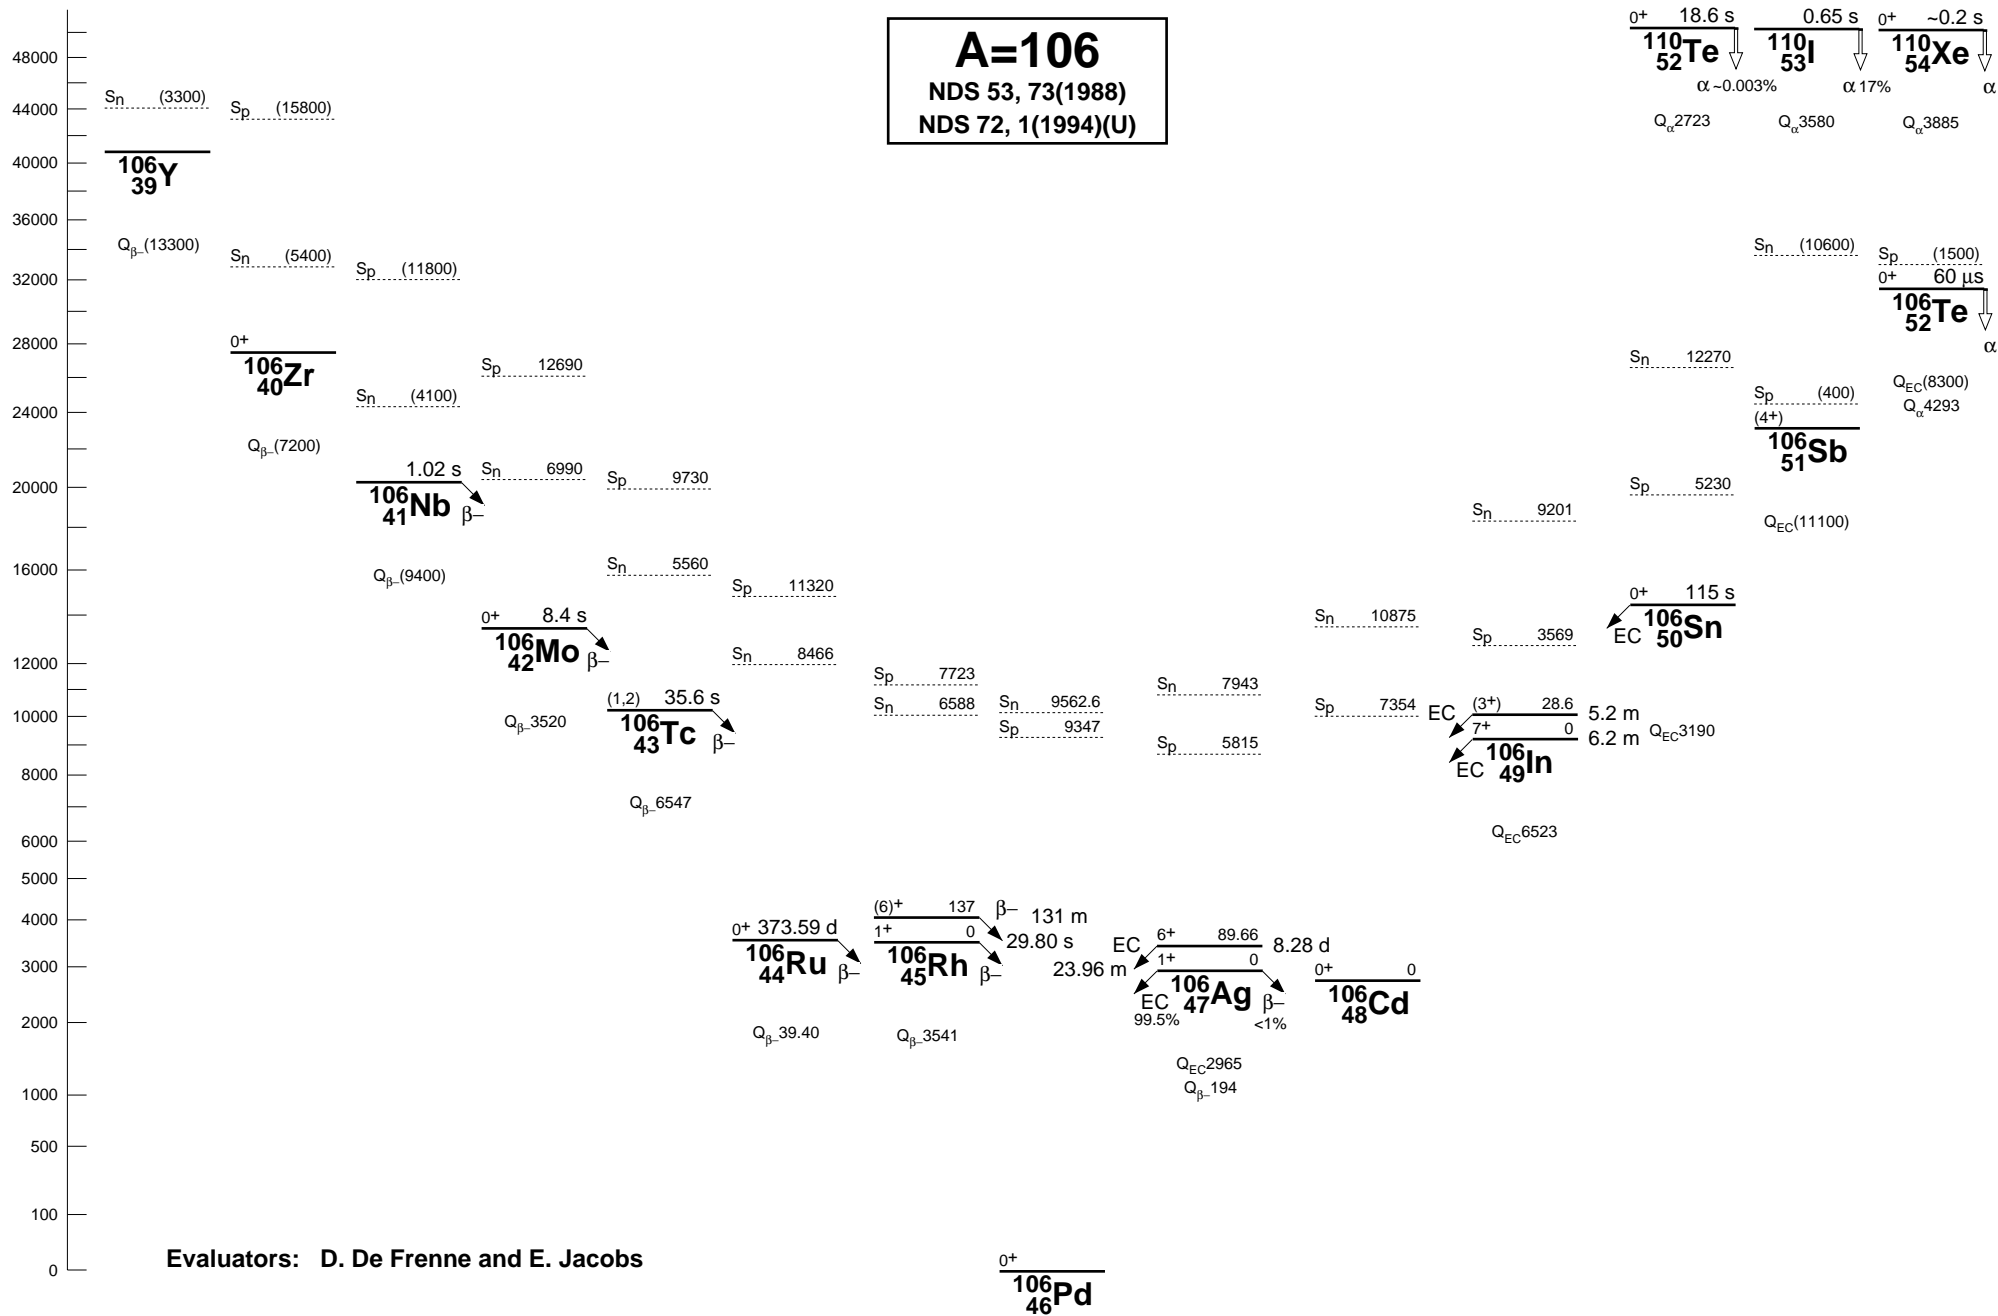 A=106
NDS 53, 73(1988)
NDS 72, 1(1994)(U)
48000
44000
40000
36000
32000
28000
24000
20000
16000
12000
10000
8000
6000
5000
4000
3000
2000
1000
500
100
0
Sn (3300)
106 39 Y
Qβ−(13300)
Sp (15800)
Sn (5400)
0+
106 40 Zr
Qβ−(7200)
Sp (11800)
Sn (4100)
1.02 s
106 41 Nb β−
Qβ−(9400)
Sp 12690
Sn 6990
0+ 8.4 s
106 42 Mo β−
Qβ−3520
Sp 9730
Sn 5560
(1,2) 35.6 s
106 43 Tc β−
Qβ−6547
Sp 11320
Sn 8466
0+ 373.59 d
106 44 Ru β−
Qβ−39.40
Sp 7723
Sn 6588
(6)+ 137 β− 131 m
1+ 0 29.80 s
106 45 Rh β−
Qβ−3541
Sn 9562.6
Sp 9347
0+
106 46 Pd
Sn 7943
Sp 5815
EC 6+ 89.66 8.28 d
23.96 m 1+ 0
106 47 Ag
EC 99.5%
β− <1%
QEC2965
Qβ−194
Sn 10875
Sp 7354
0+ 0
106 48 Cd
Sn 9201
Sp 3569
EC (3+) 28.6 5.2 m
7+ 0 6.2 m
EC 106 49 In
QEC6523
QEC3190
Sn 12270
Sp 5230
0+ 115 s
EC 106 50 Sn
Sn (10600)
Sp (400)
(4+)
106 51 Sb
QEC(11100)
Sp (1500)
0+ 60 µs
106 52 Te
α
QEC(8300)
Qα4293
0+ 18.6 s
110 52 Te
α ~0.003%
Qα2723
0.65 s
110 53 I
α 17%
Qα3580
0+ ~0.2 s
110 54 Xe
α
Qα3885
Evaluators: D. De Frenne and E. Jacobs